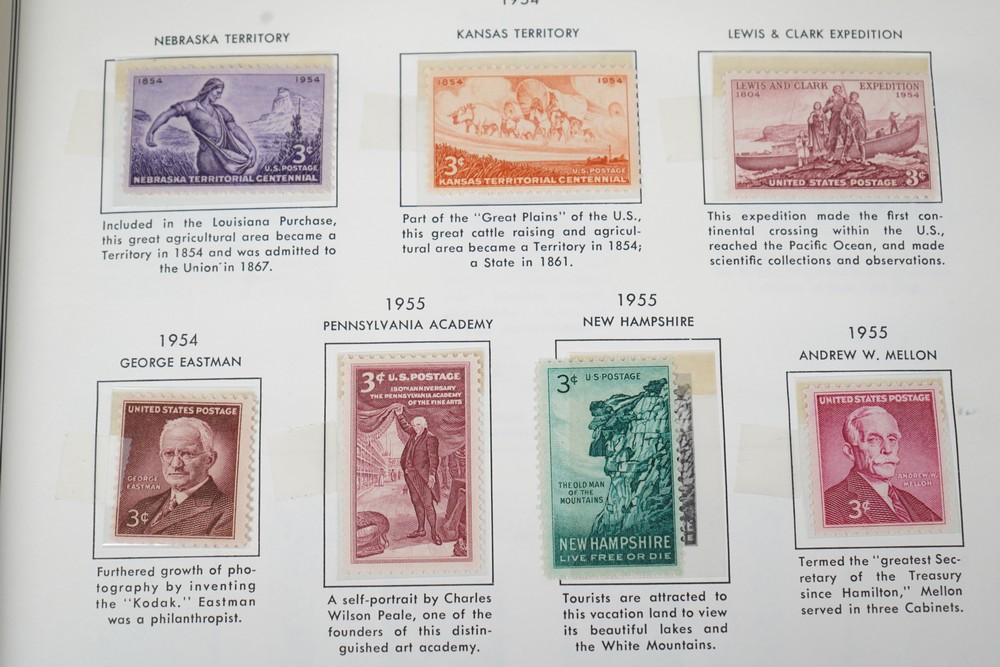 1954
NEBRASKA TERRITORY
1854 1954
3¢
U.S. POSTAGE
NEBRASKA TERRITORIAL CENTENNIAL
Included in the Louisiana Purchase,
this great agricultural area became a
Territory in 1854 and was admitted to
the Union in 1867.
KANSAS TERRITORY
1854 1954
3¢
U.S. POSTAGE
KANSAS TERRITORIAL CENTENNIAL
Part of the "Great Plains" of the U.S.,
this great cattle raising and agricul-
tural area became a Territory in 1854;
a State in 1861.
LEWIS & CLARK EXPEDITION
LEWIS AND CLARK EXPEDITION
1804 1954
UNITED STATES POSTAGE 3¢
This expedition made the first con-
tinental crossing within the U.S.,
reached the Pacific Ocean, and made
scientific collections and observations.
1954
GEORGE EASTMAN
UNITED STATES POSTAGE
GEORGE
EASTMAN
3¢
Furthered growth of pho-
tography by inventing
the "Kodak." Eastman
was a philanthropist.
1955
PENNSYLVANIA ACADEMY
3¢ U.S. POSTAGE
150TH ANNIVERSARY
THE PENNSYLVANIA ACADEMY
OF THE FINE ARTS
A self-portrait by Charles
Wilson Peale, one of the
founders of this distin-
guished art academy.
1955
NEW HAMPSHIRE
3¢ U·S·POSTAGE
THE OLD MAN
OF THE
MOUNTAINS
NEW HAMPSHIRE
LIVE FREE OR DIE
Tourists are attracted to
this vacation land to view
its beautiful lakes and
the White Mountains.
1955
ANDREW W. MELLON
UNITED STATES POSTAGE
ANDREW W.
MELLON
3¢
Termed the "greatest Sec-
retary of the Treasury
since Hamilton," Mellon
served in three Cabinets.